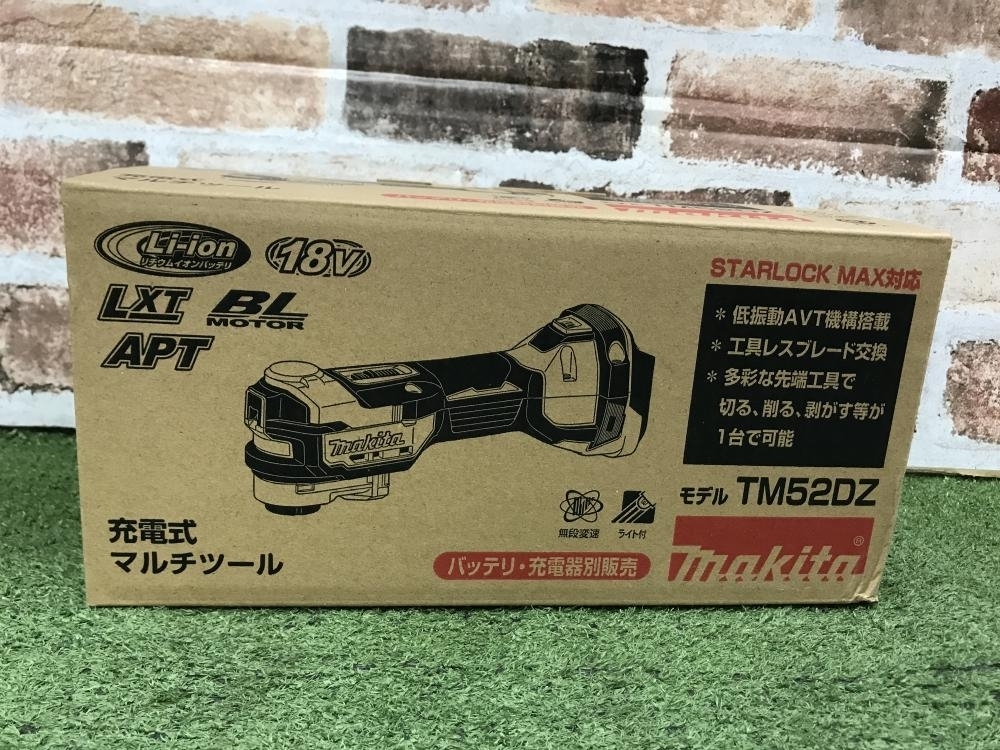 Li-ion
リチウムイオンバッテリ
18V
LXT
BL
MOTOR
APT
makita
充電式
マルチツール
無段変速
ライト付
バッテリ・充電器別販売
STARLOCK MAX対応
* 低振動AVT機構搭載
* 工具レスブレード交換
* 多彩な先端工具で
切る、削る、剥がす等が
1台で可能
モデル TM52DZ
makita®